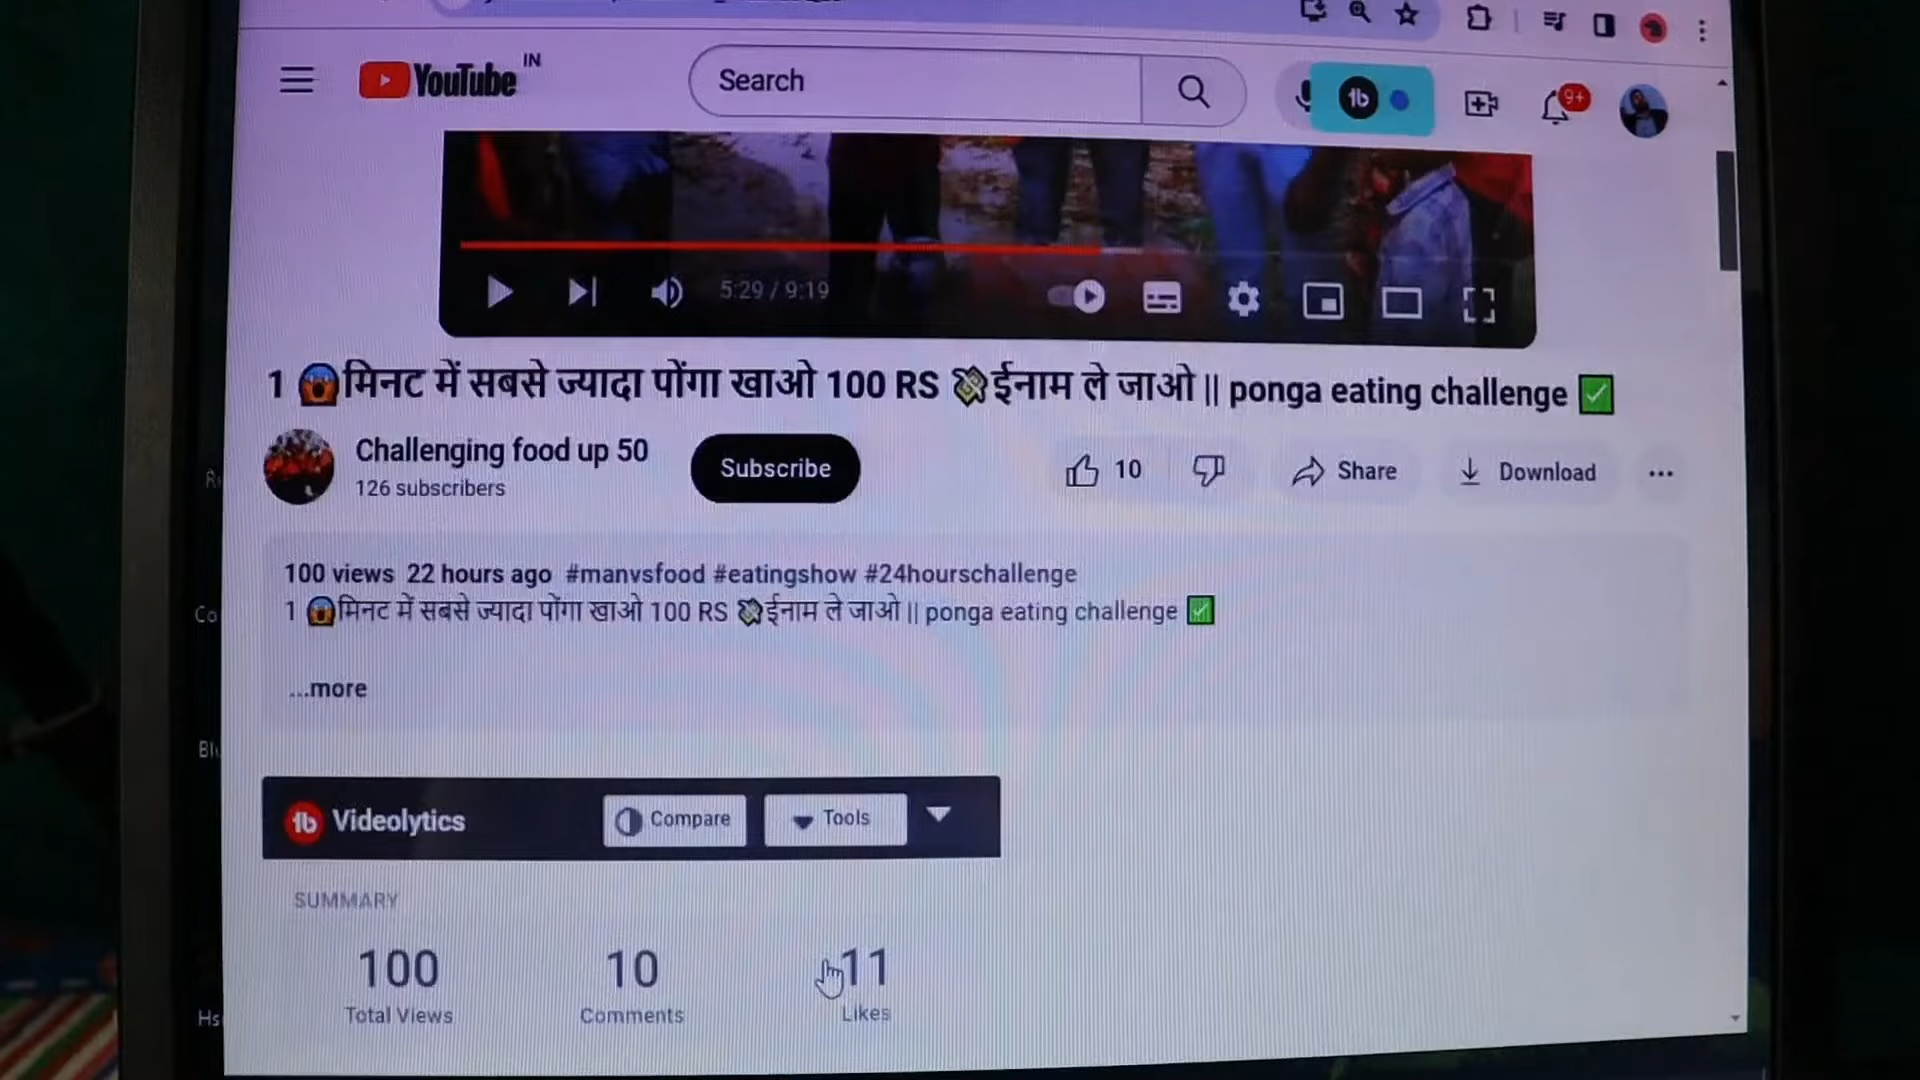 YouTube IN
Search
9+
5:29 / 9:19
1 😱मिनट में सबसे ज्यादा पोंगा खाओ 100 RS 💸ईनाम ले जाओ || ponga eating challenge ✅
Challenging food up 50
126 subscribers
Subscribe
10
Share
Download
100 views 22 hours ago #manvsfood #eatingshow #24hourschallenge
1 😱मिनट में सबसे ज्यादा पोंगा खाओ 100 RS 💸ईनाम ले जाओ || ponga eating challenge ✅
...more
Co
Hs
Videolytics
Compare
Tools
SUMMARY
100
10
11
Total Views
Comments
Likes